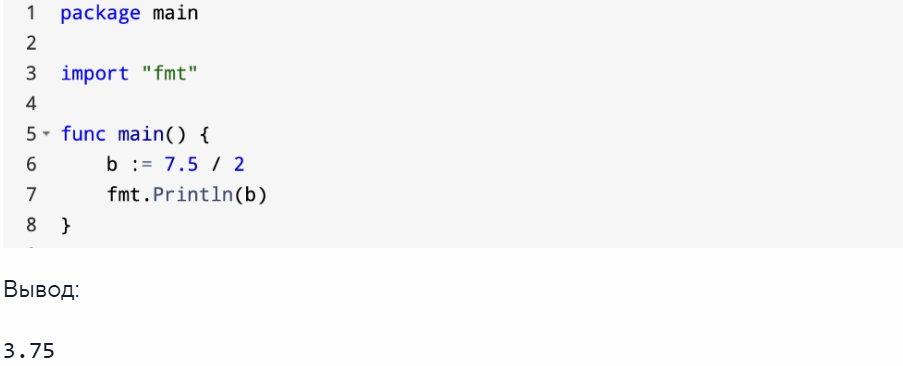 1 package main
2
3 import "fmt"
4
5 func main() {
6     b := 7.5 / 2
7     fmt.Println(b)
8 }
Вывод:
3.75